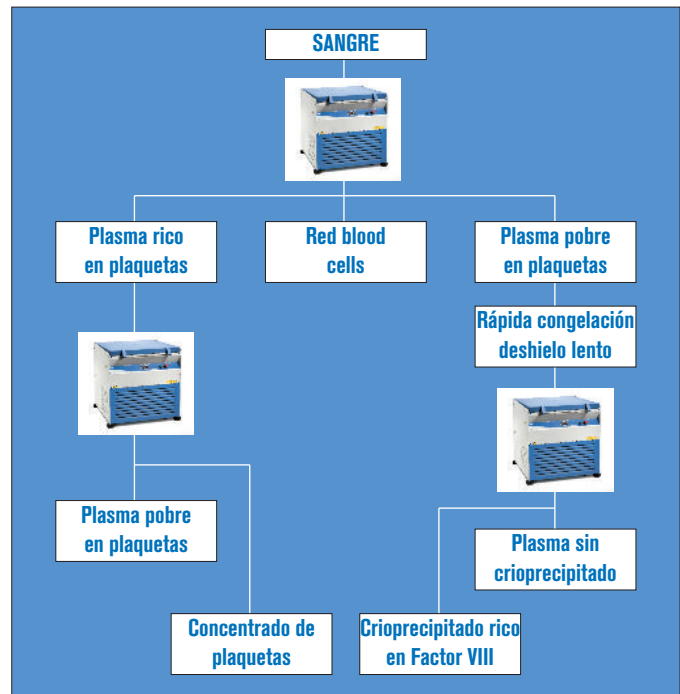 SANGRE
Plasma rico
en plaquetas
Red blood
cells
Plasma pobre
en plaquetas
Rápida congelación
deshielo lento
Plasma pobre
en plaquetas
Plasma sin
crioprecipitado
Concentrado de
plaquetas
Crioprecipitado rico
en Factor VIII